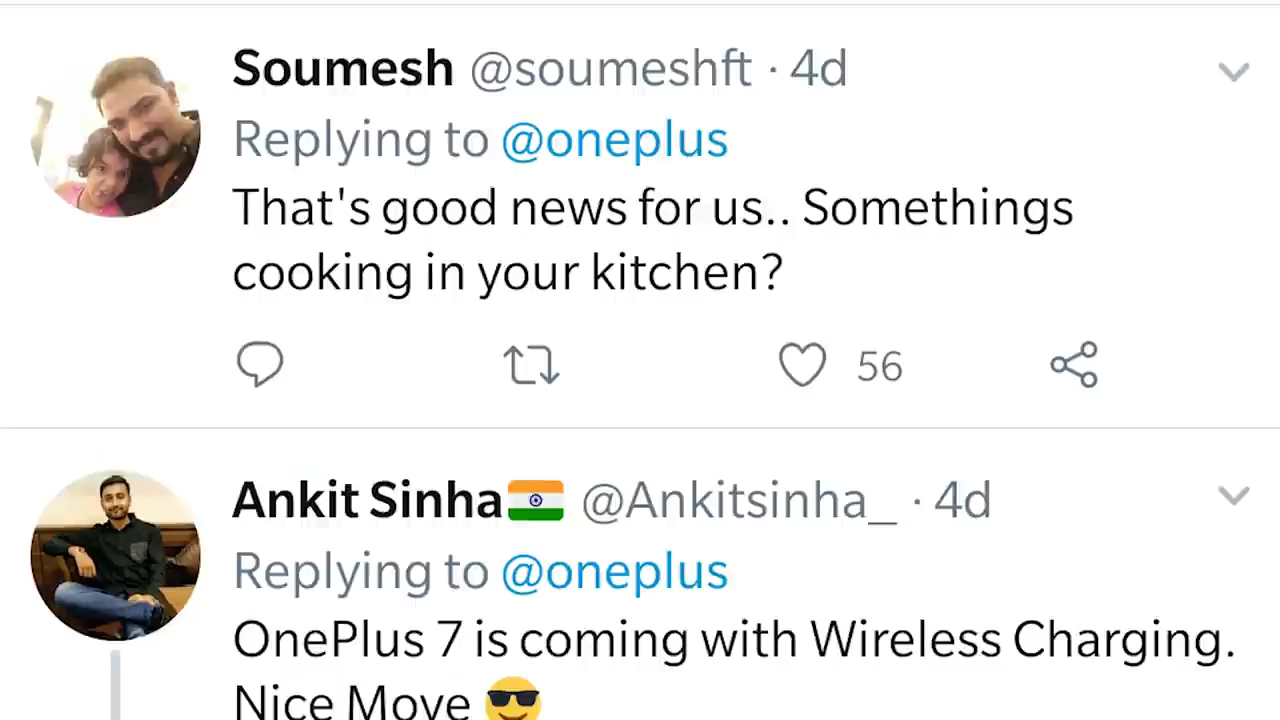 Soumesh @soumeshft · 4d
Replying to @oneplus
That's good news for us.. Somethings
cooking in your kitchen?
56
Ankit Sinha🇮🇳 @Ankitsinha_ · 4d
Replying to @oneplus
OnePlus 7 is coming with Wireless Charging.
Nice Move 😎